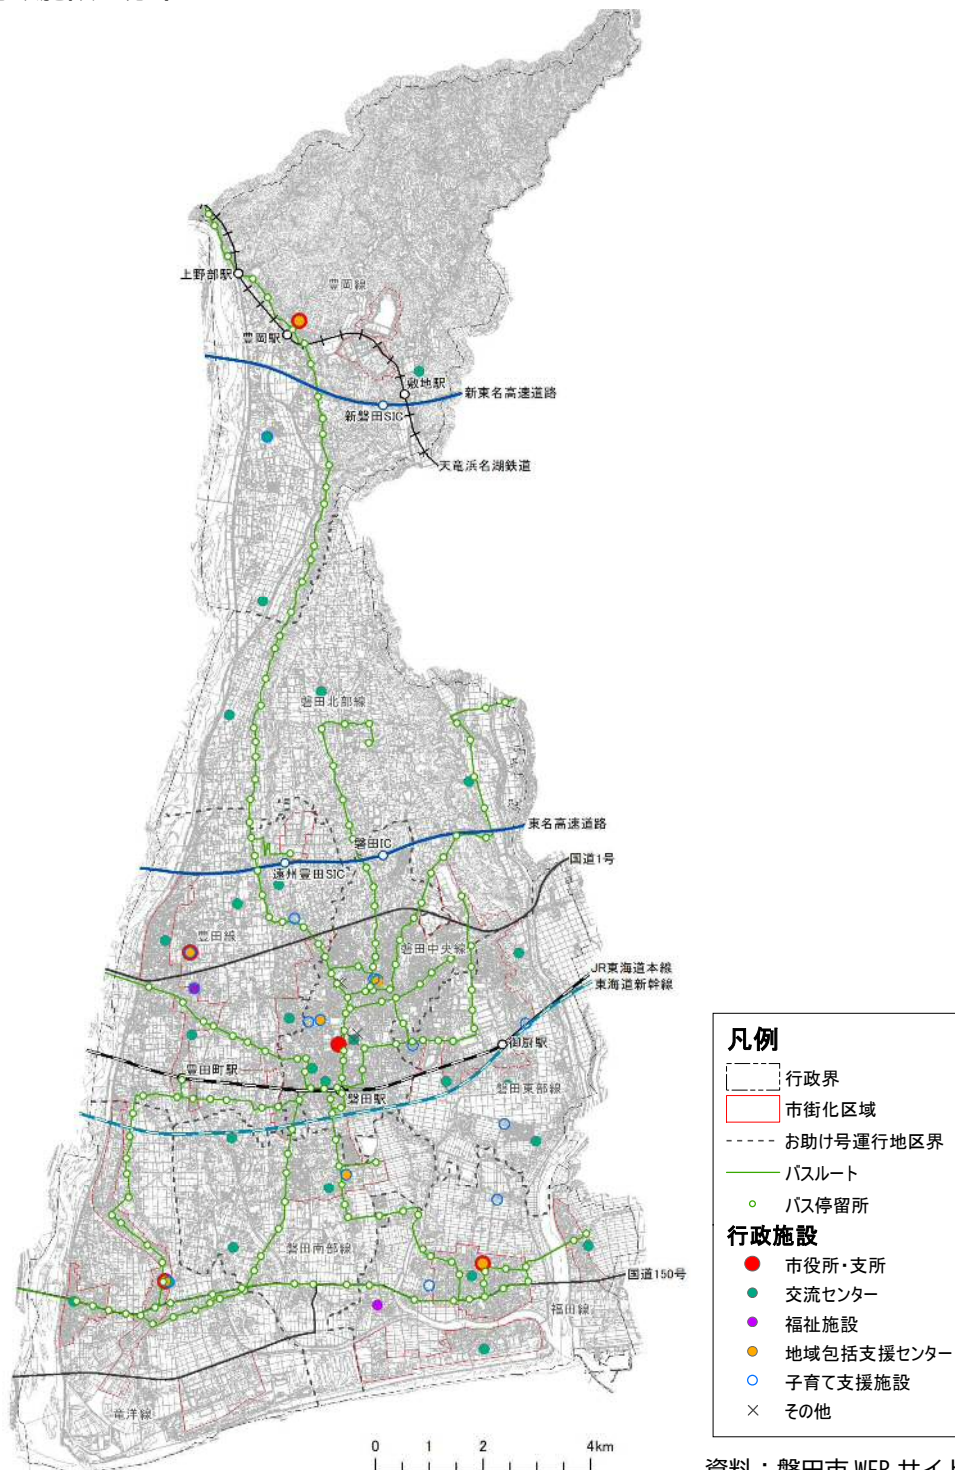 上野部駅
豊岡線
豊岡駅
敷地駅
新東名高速道路
新磐田SIC
天竜浜名湖鉄道
磐田北部線
東名高速道路
磐田IC
国道1号
遠州豊田SIC
豊田線
磐田中央線
JR東海道本線
東海道新幹線
御厨駅
豊田町駅
磐田駅
磐田東部線
磐田南部線
国道150号
福田線
竜洋線
凡例
行政界
市街化区域
お助け号運行地区界
バスルート
バス停留所
行政施設
市役所・支所
交流センター
福祉施設
地域包括支援センター
子育て支援施設
その他
0 1 2 4km
資料：磐田市 WEB サイト